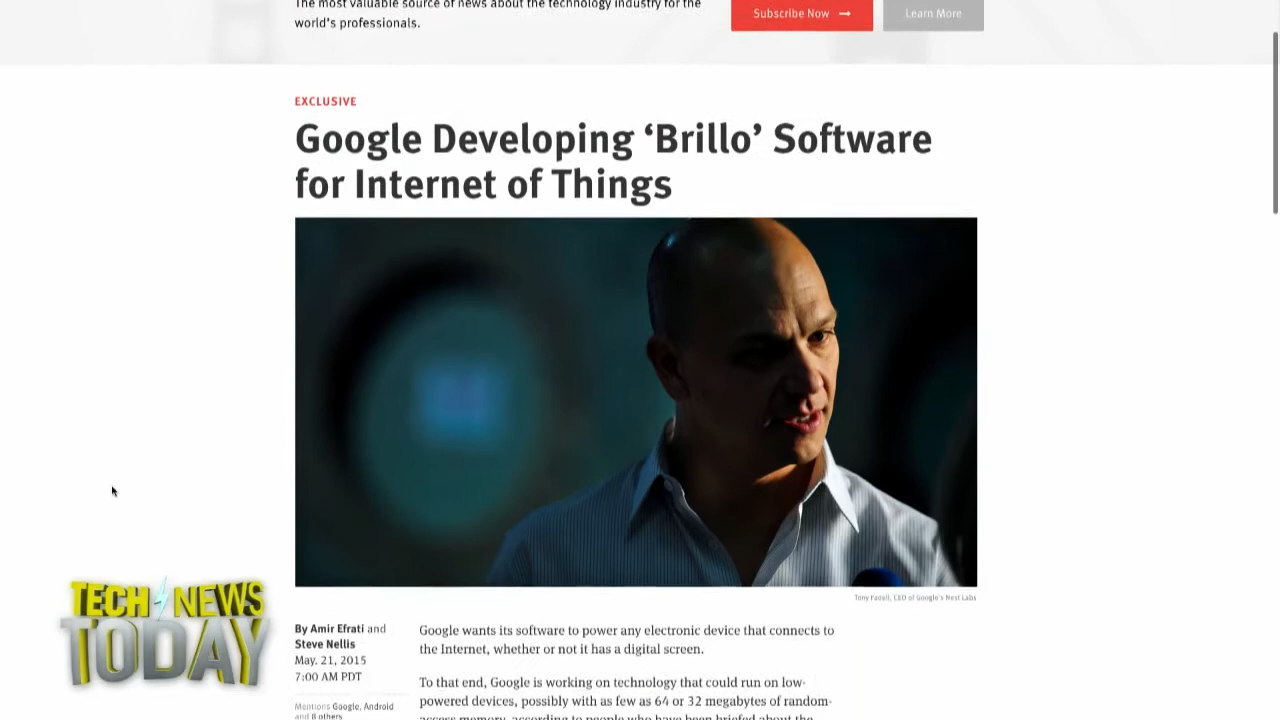 The most valuable source of news about the technology industry for the
world's professionals.
Subscribe Now →
Learn More
EXCLUSIVE
Google Developing ‘Brillo’ Software
for Internet of Things
Tony Fadell, CEO of Google's Nest Labs
TECH NEWS
TODAY
By Amir Efrati and
Steve Nellis
May. 21, 2015
7:00 AM PDT
Mentions Google, Android
and 8 others
Google wants its software to power any electronic device that connects to
the Internet, whether or not it has a digital screen.
To that end, Google is working on technology that could run on low-
powered devices, possibly with as few as 64 or 32 megabytes of random-
access memory, according to people who have been briefed about the